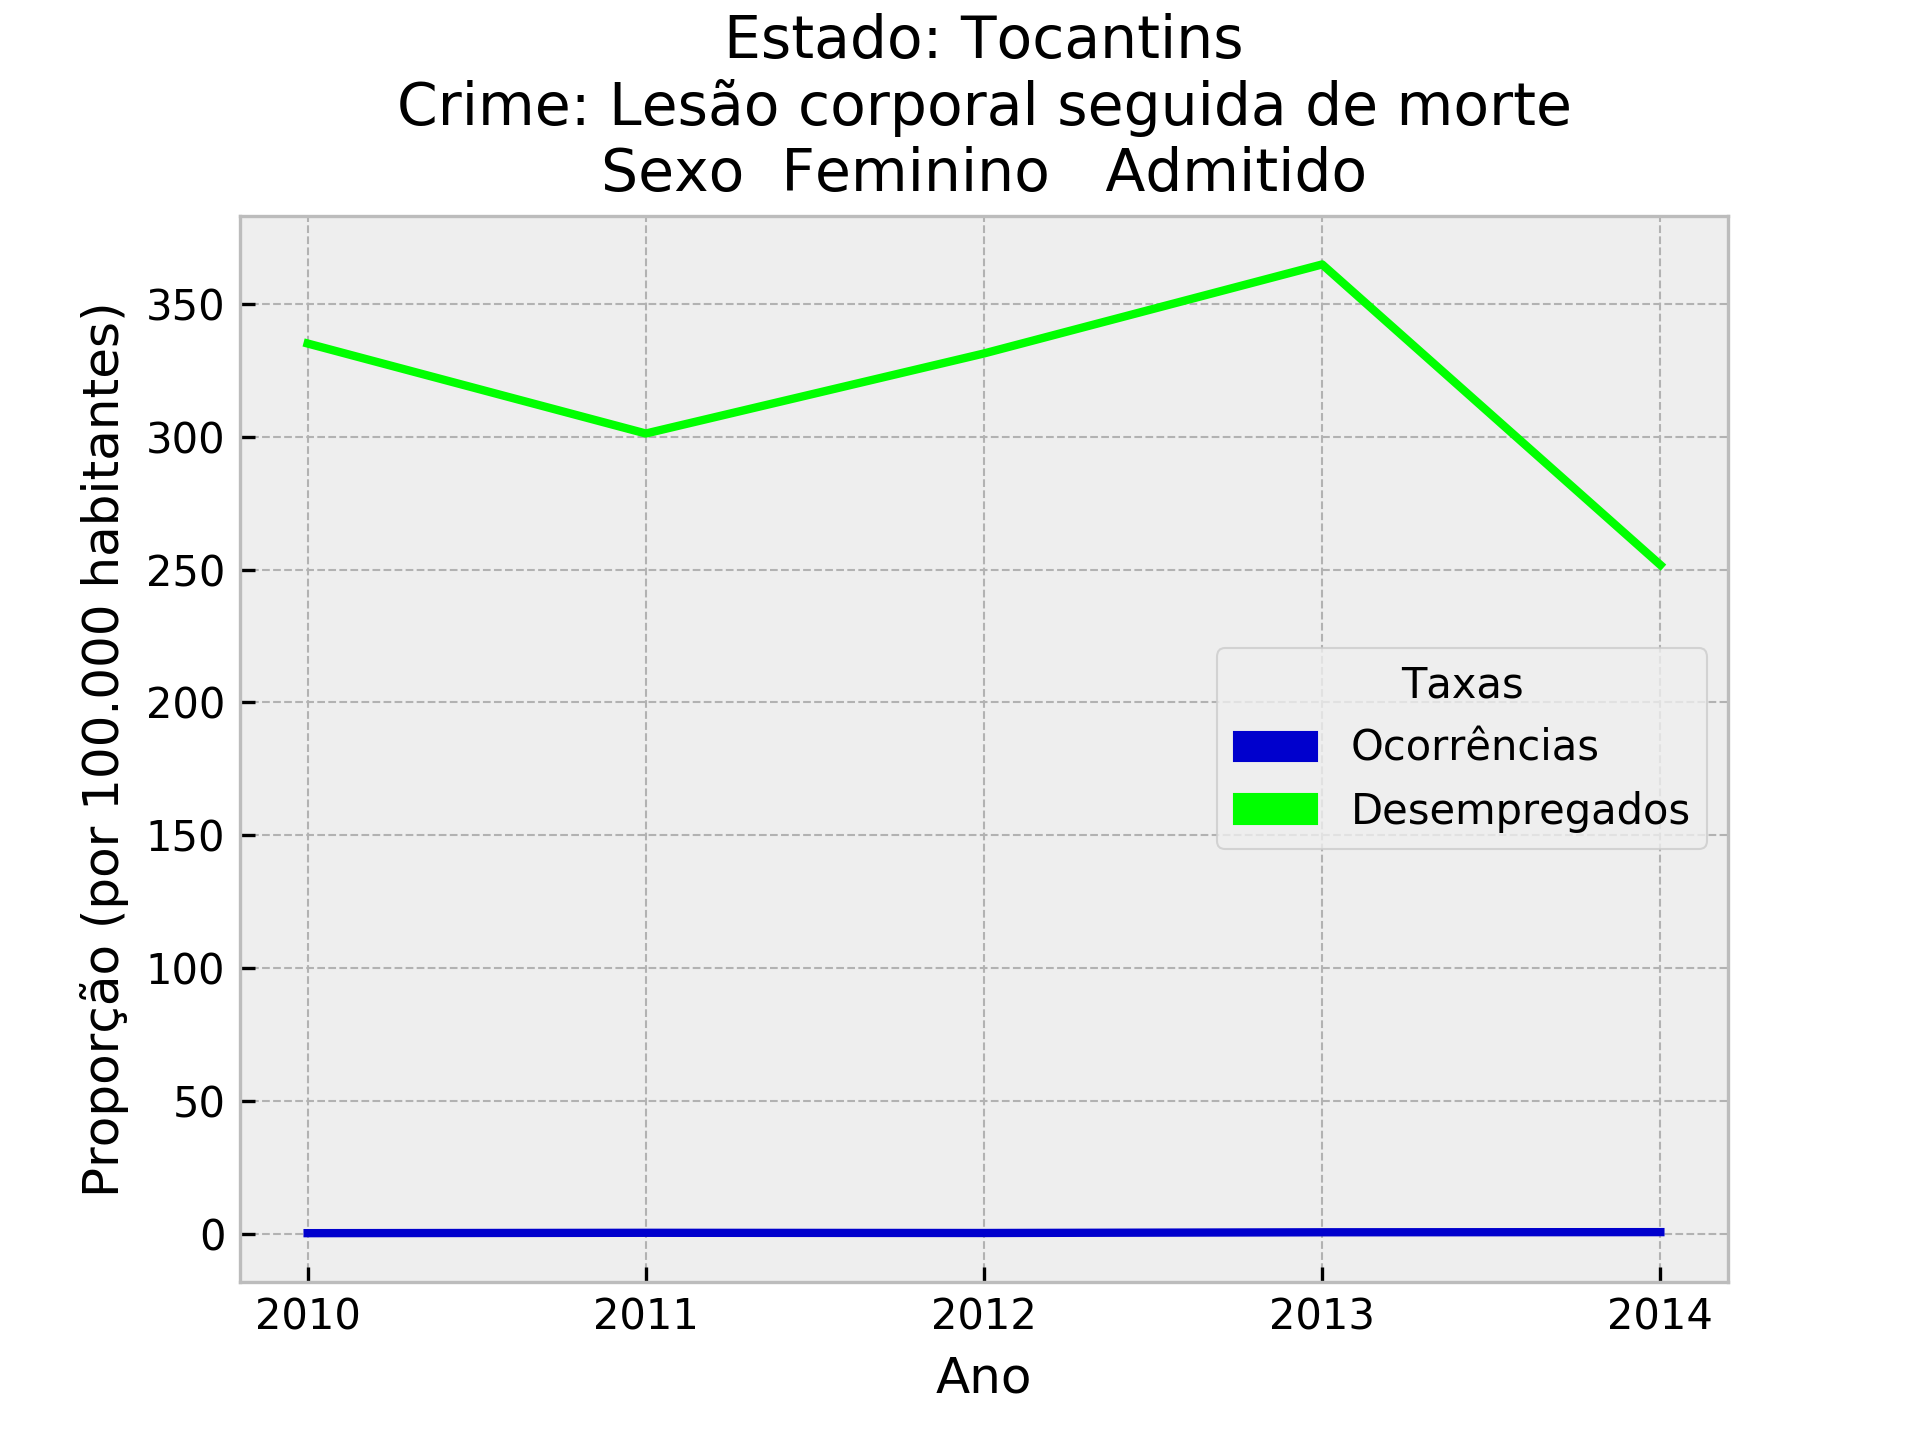 Estado: Tocantins
Crime: Lesão corporal seguida de morte
Sexo  Feminino   Admitido
Proporção (por 100.000 habitantes)
350
300
250
200
150
100
50
0
Taxas
Ocorrências
Desempregados
2010 2011 2012 2013 2014
Ano